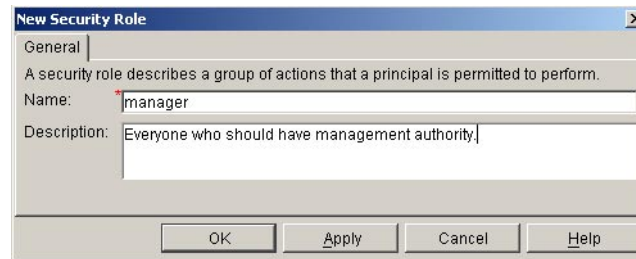 New Security Role
General
A security role describes a group of actions that a principal is permitted to perform.
Name: *manager
Description: Everyone who should have management authority.
OK Apply Cancel Help